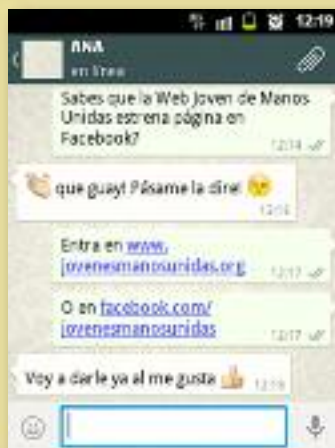 12:19
ANA
en línea
Sabes que la Web Joven de Manos
Unidas estrena página en
Facebook?
12:14
que guay! Pásame la dire!
12:16
Entra en www.
jovenesmanosunidas.org
12:17
O en facebook.com/
jovenesmanosunidas
12:17
Voy a darle ya al me gusta
12:19